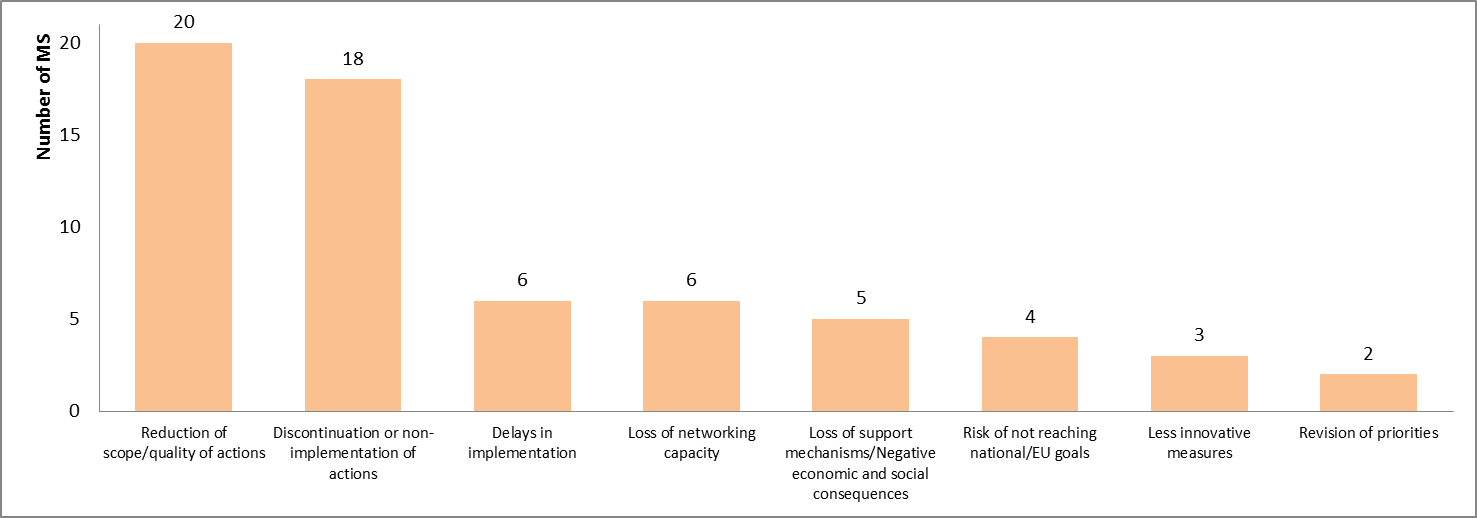 Number of MS
20
15
10
5
0
20
18
6
6
5
4
3
2
Reduction of
scope/quality of actions
Discontinuation or non-
implementation of
actions
Delays in
implementation
Loss of networking
capacity
Loss of support
mechanisms/Negative
economic and social
consequences
Risk of not reaching
national/EU goals
Less innovative
measures
Revision of priorities